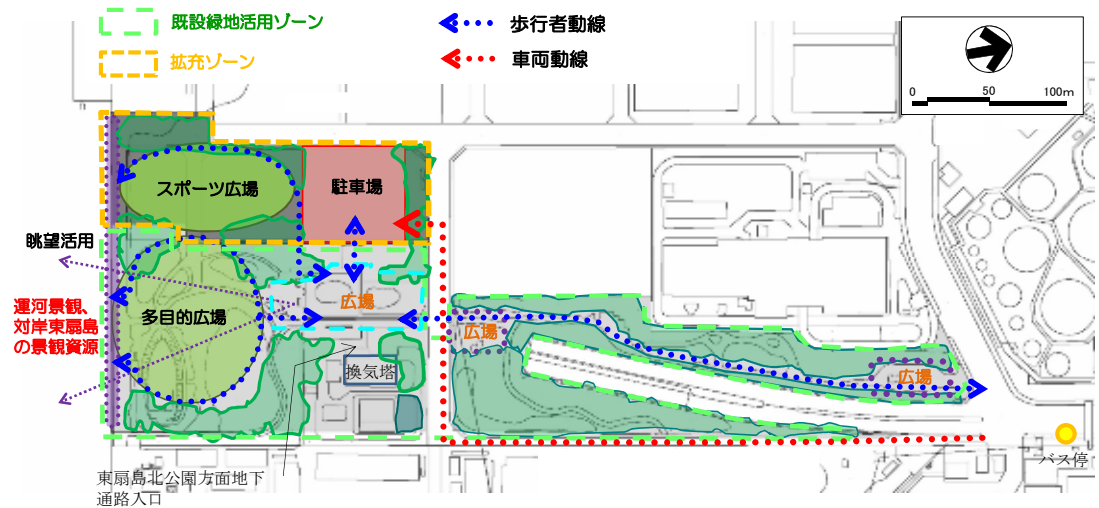 既設緑地活用ゾーン
歩行者動線
拡充ゾーン
車両動線
0 50 100m
スポーツ広場
駐車場
眺望活用
運河景観、
対岸東扇島
の景観資源
多目的広場
広場
広場
換気塔
広場
バス停
東扇島北公園方面地下
通路入口